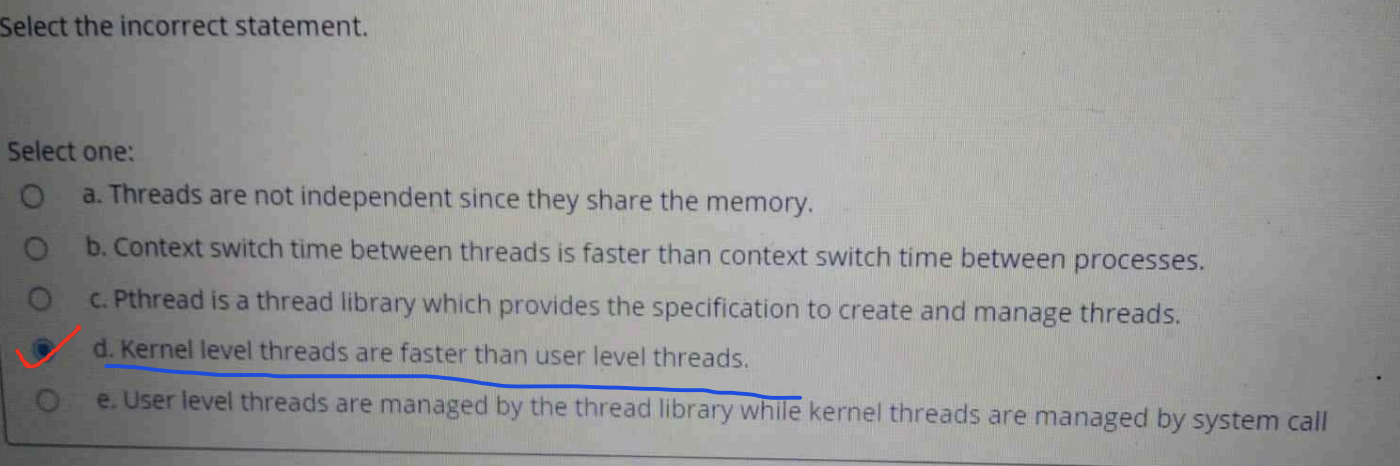 Select the incorrect statement.
Select one:
a. Threads are not independent since they share the memory.
b. Context switch time between threads is faster than context switch time between processes.
c. Pthread is a thread library which provides the specification to create and manage threads.
d. Kernel level threads are faster than user level threads.
e. User level threads are managed by the thread library while kernel threads are managed by system call